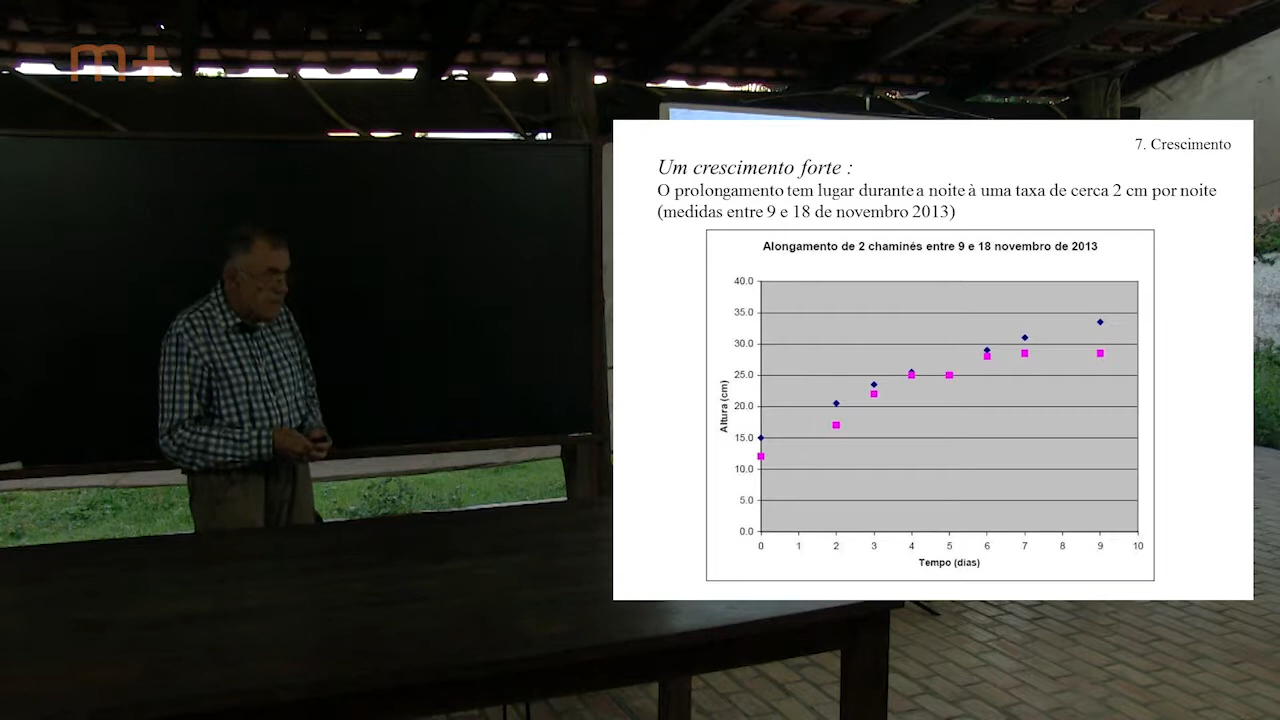 m+
7. Crescimento
Um crescimento forte :
O prolongamento tem lugar durante a noite à uma taxa de cerca 2 cm por noite
(medidas entre 9 e 18 de novembro 2013)
Alongamento de 2 chaminés entre 9 e 18 novembro de 2013
40.0
35.0
30.0
25.0
20.0
15.0
10.0
5.0
0.0
Altura (cm)
0 1 2 3 4 5 6 7 8 9 10
Tempo (dias)